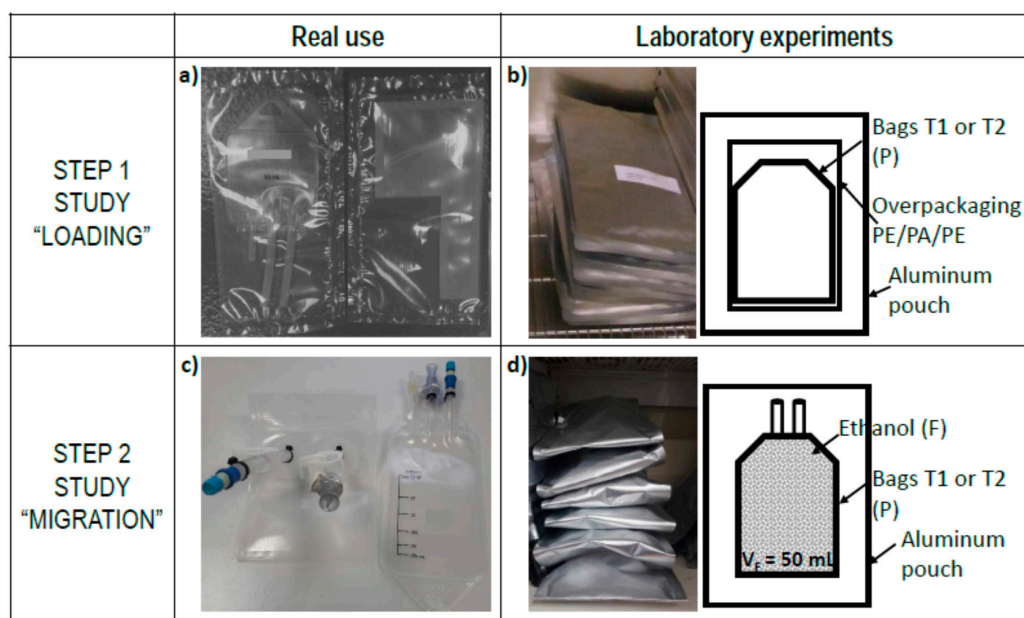 Real use
Laboratory experiments
STEP 1
STUDY
“LOADING”
a)
b)
Bags T1 or T2
(P)
Overpackaging
PE/PA/PE
Aluminum
pouch
STEP 2
STUDY
“MIGRATION”
c)
d)
Ethanol (F)
Bags T1 or T2
(P)
Aluminum
pouch
V_F = 50 mL